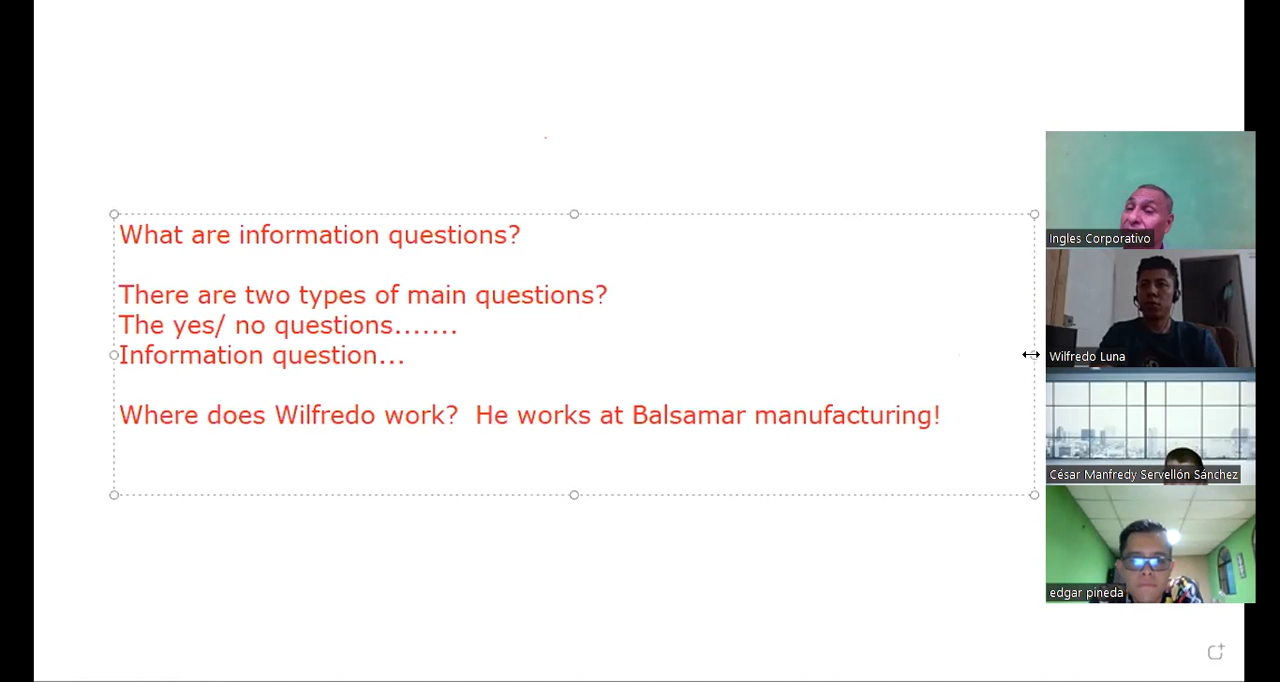 What are information questions?
There are two types of main questions?
The yes/ no questions.......
Information question...
Where does Wilfredo work?  He works at Balsamar manufacturing!
Ingles Corporativo
Wilfredo Luna
César Manfredy Servellón Sánchez
edgar pineda